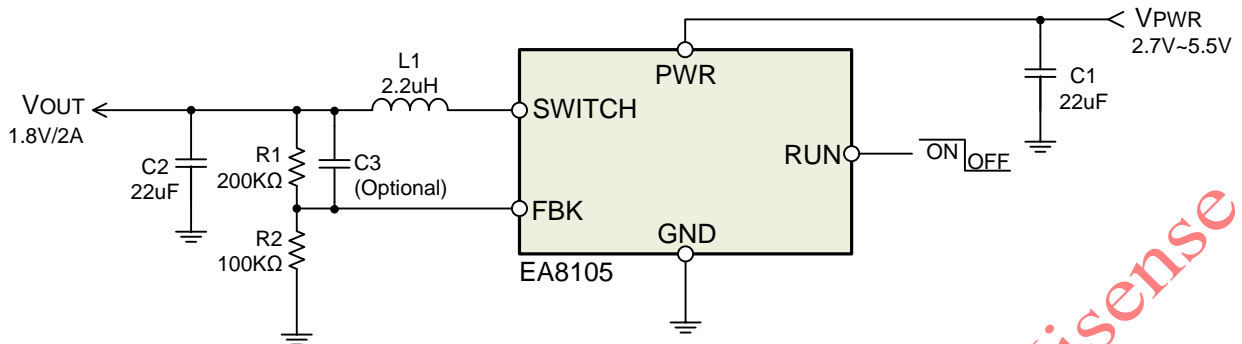 VPWR
2.7V~5.5V
C1
22uF
PWR
L1
2.2uH
SWITCH
VOUT
1.8V/2A
C2
22uF
R1
200KΩ
C3
(Optional)
RUN
ON
OFF
FBK
R2
100KΩ
GND
EA8105
isense